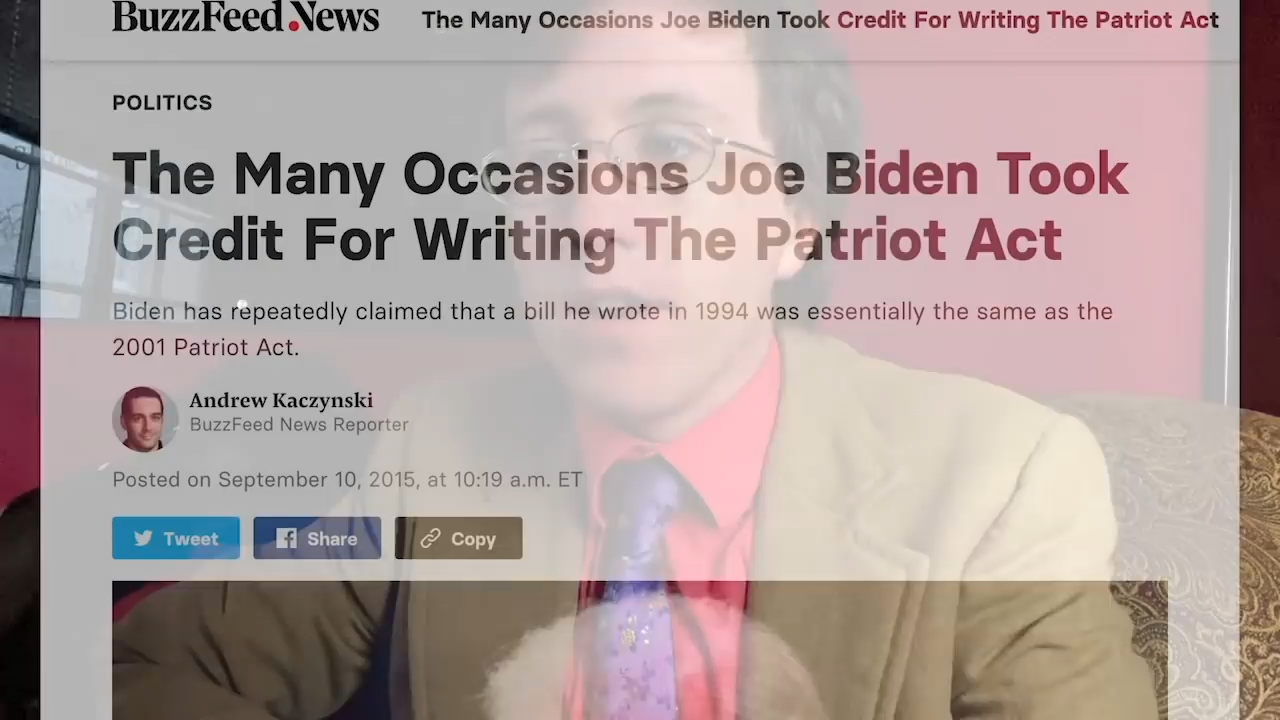 BuzzFeed News The Many Occasions Joe Biden Took Credit For Writing The Patriot Act
POLITICS
The Many Occasions Joe Biden Took
Credit For Writing The Patriot Act
Biden has repeatedly claimed that a bill he wrote in 1994 was essentially the same as the
2001 Patriot Act.
Andrew Kaczynski
BuzzFeed News Reporter
Posted on September 10, 2015, at 10:19 a.m. ET
Tweet Share Copy